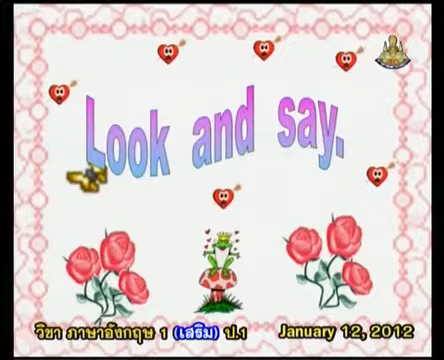 Look and say.
วิชา ภาษาอังกฤษ 1 (เสริม) ป.1 January 12, 2012